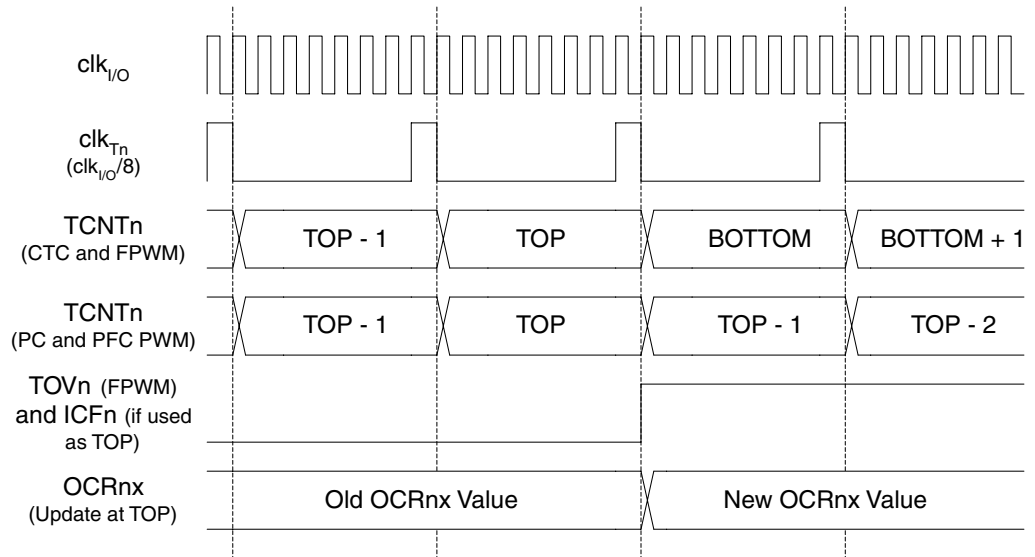 clkI/O
clkTn
(clkI/O/8)
TCNTn
(CTC and FPWM)
TOP - 1
TOP
BOTTOM
BOTTOM + 1
TCNTn
(PC and PFC PWM)
TOP - 1
TOP
TOP - 1
TOP - 2
TOVn (FPWM)
and ICFn (if used
as TOP)
OCRnx
(Update at TOP)
Old OCRnx Value
New OCRnx Value